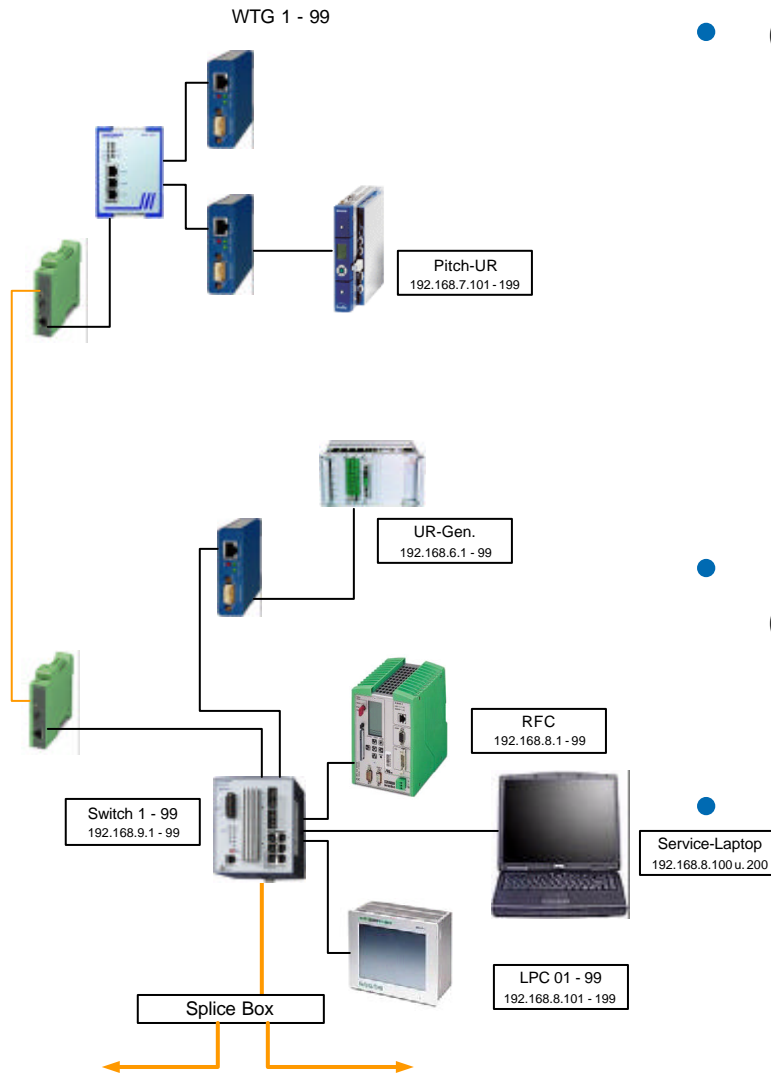 WTG 1 - 99
Pitch-UR
192.168.7.101 - 199
UR-Gen.
192.168.6.1 - 99
RFC
192.168.8.1 - 99
Switch 1 - 99
192.168.9.1 - 99
Service-Laptop
192.168.8.100 u. 200
LPC 01 - 99
192.168.8.101 - 199
Splice Box